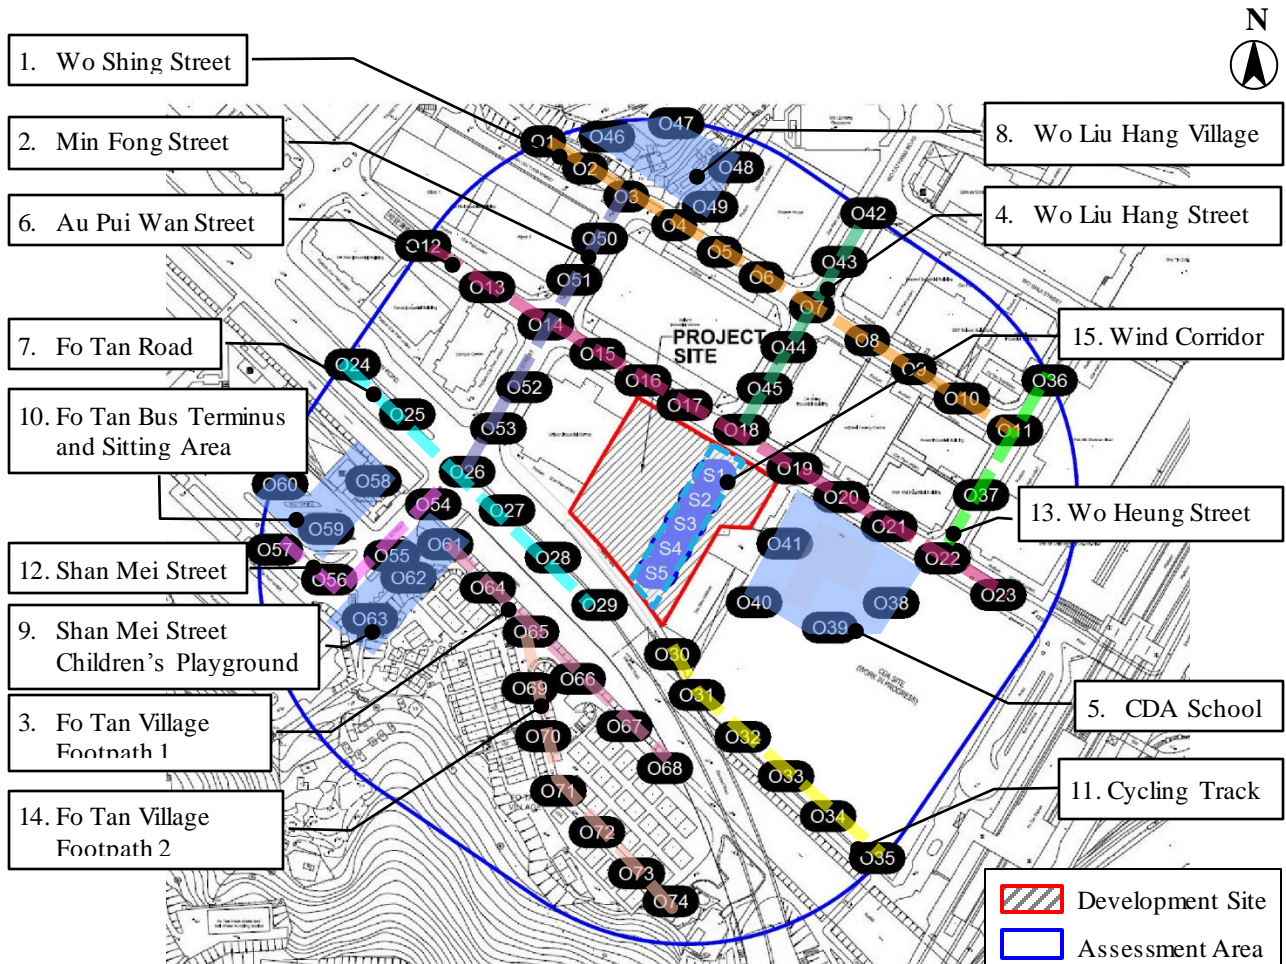 N
1. Wo Shing Street
2. Min Fong Street
6. Au Pui Wan Street
7. Fo Tan Road
10. Fo Tan Bus Terminus
and Sitting Area
12. Shan Mei Street
9. Shan Mei Street
Children's Playground
3. Fo Tan Village
Footpath 1
14. Fo Tan Village
Footpath 2
8. Wo Liu Hang Village
4. Wo Liu Hang Street
15. Wind Corridor
13. Wo Heung Street
5. CDA School
11. Cycling Track
Development Site
Assessment Area
PROJECT
SITE
CDA SITE
(WORK IN PROGRESS)
O1
O2
O3
O4
O5
O6
O7
O8
O9
O10
O11
O12
O13
O14
O15
O16
O17
O18
O19
O20
O21
O22
O23
O24
O25
O26
O27
O28
O29
O30
O31
O32
O33
O34
O35
O36
O37
O38
O39
O40
O41
O42
O43
O44
O45
O46
O47
O48
O49
O50
O51
O52
O53
O54
O55
O56
O57
O58
O59
O60
O61
O62
O63
O64
O65
O66
O67
O68
O69
O70
O71
O72
O73
O74
S1
S2
S3
S4
S5